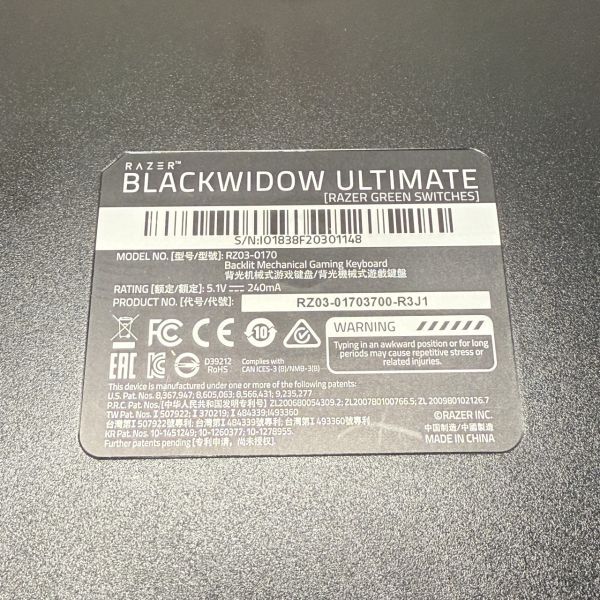 RAZER™
BLACKWIDOW ULTIMATE
[RAZER GREEN SWITCHES]
S/N:IO1838F20301148
MODEL NO. [型号/型號]: RZ03-0170
Backlit Mechanical Gaming Keyboard
背光机械式游戏键盘/背光機械式遊戲鍵盤
RATING [额定/額定]: 5.1V ⎓ 240mA
PRODUCT NO. [代号/代號]: RZ03-01703700-R3J1
FC CE 10
WARNING
Typing in an awkward position or for long
periods may cause repetitive stress or
related injuries.
EAC
D39212
RoHS
Complies with
CAN ICES-3 (B)/NMB-3(B)
This device is manufactured under one or more of the following patents:
U.S. Pat. Nos. 8,367,947; 8,605,063; 8,566,431; 9,235,277
P.R.C. Pat. Nos. [中华人民共和国发明专利号] ZL200680054309.2; ZL200780100766.5; ZL 200980102126.7
TW Pat. Nos. I 507922; I 370219; I 484339; I493360
台灣第I 507922號專利; 台灣第I 484339號專利; 台灣第I 493360號專利
KR Pat. Nos. 10-1451249; 10-1260377; 10-1278955.
Further patents pending [专利申请，尚未授权].
©RAZER INC.
中国制造/中國製造
MADE IN CHINA